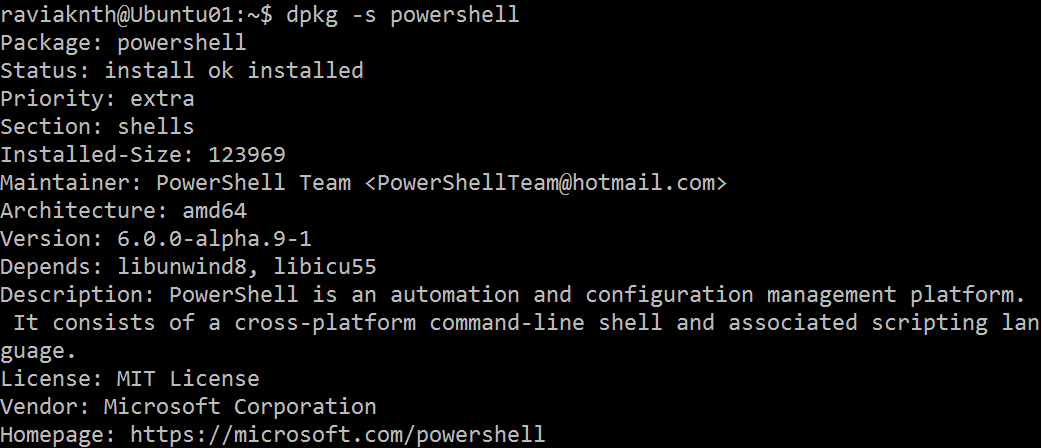 raviaknth@Ubuntu01:~$ dpkg -s powershell
Package: powershell
Status: install ok installed
Priority: extra
Section: shells
Installed-Size: 123969
Maintainer: PowerShell Team <PowerShellTeam@hotmail.com>
Architecture: amd64
Version: 6.0.0-alpha.9-1
Depends: libunwind8, libicu55
Description: PowerShell is an automation and configuration management platform.
 It consists of a cross-platform command-line shell and associated scripting lan
guage.
License: MIT License
Vendor: Microsoft Corporation
Homepage: https://microsoft.com/powershell